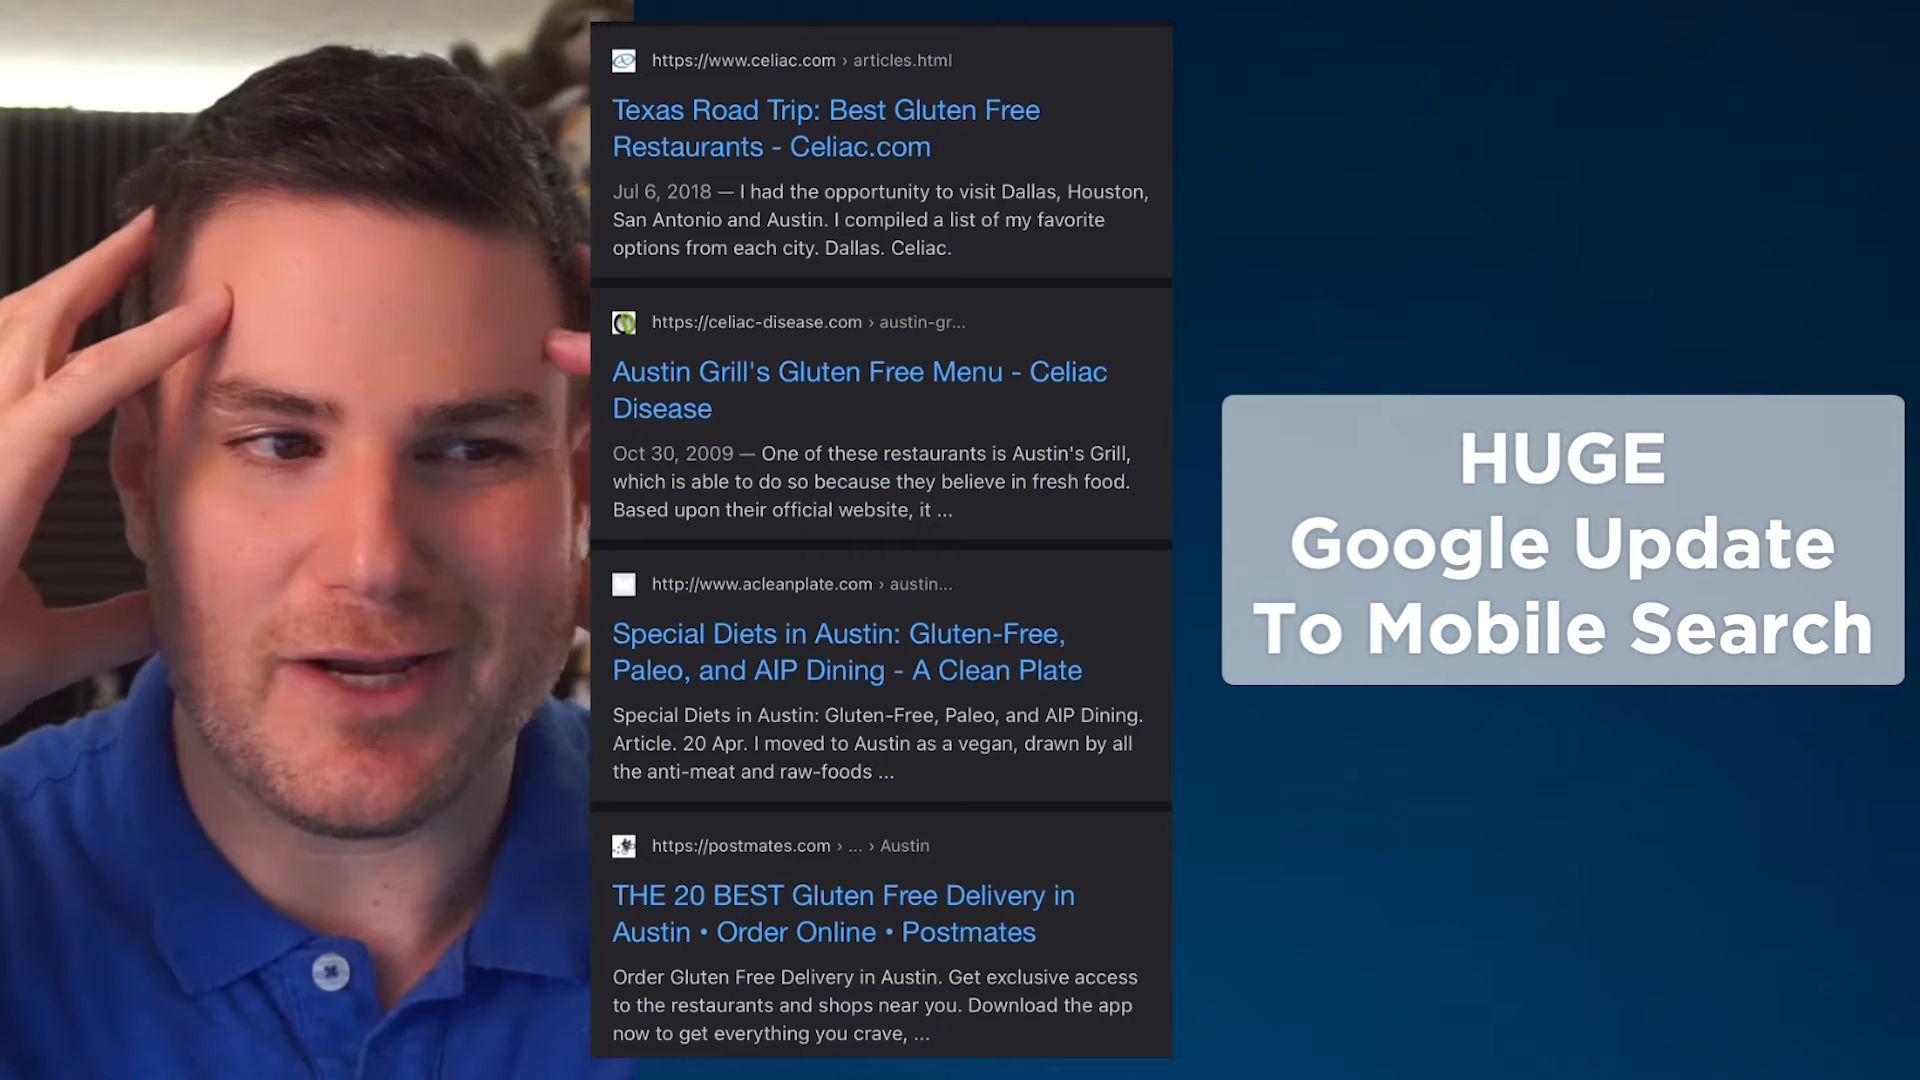 https://www.celiac.com › articles.html
Texas Road Trip: Best Gluten Free
Restaurants - Celiac.com
Jul 6, 2018 — I had the opportunity to visit Dallas, Houston,
San Antonio and Austin. I compiled a list of my favorite
options from each city. Dallas. Celiac.
https://celiac-disease.com › austin-gr...
Austin Grill's Gluten Free Menu - Celiac
Disease
Oct 30, 2009 — One of these restaurants is Austin's Grill,
which is able to do so because they believe in fresh food.
Based upon their official website, it ...
http://www.acleanplate.com › austin...
Special Diets in Austin: Gluten-Free,
Paleo, and AIP Dining - A Clean Plate
Special Diets in Austin: Gluten-Free, Paleo, and AIP Dining.
Article. 20 Apr. I moved to Austin as a vegan, drawn by all
the anti-meat and raw-foods ...
https://postmates.com › ... › Austin
THE 20 BEST Gluten Free Delivery in
Austin • Order Online • Postmates
Order Gluten Free Delivery in Austin. Get exclusive access
to the restaurants and shops near you. Download the app
now to get everything you crave, ...
HUGE
Google Update
To Mobile Search